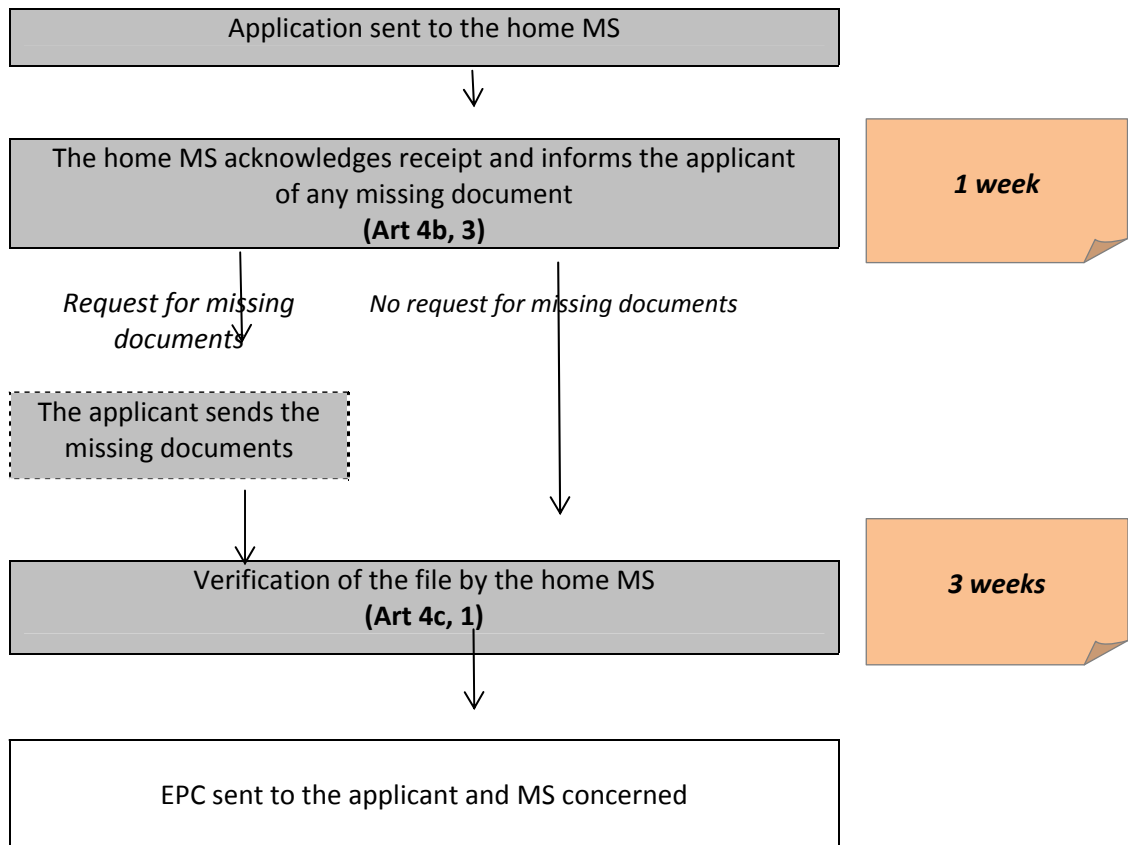 Application sent to the home MS
The home MS acknowledges receipt and informs the applicant
of any missing document
(Art 4b, 3)
1 week
Request for missing
documents
No request for missing documents
The applicant sends the
missing documents
Verification of the file by the home MS
(Art 4c, 1)
3 weeks
EPC sent to the applicant and MS concerned